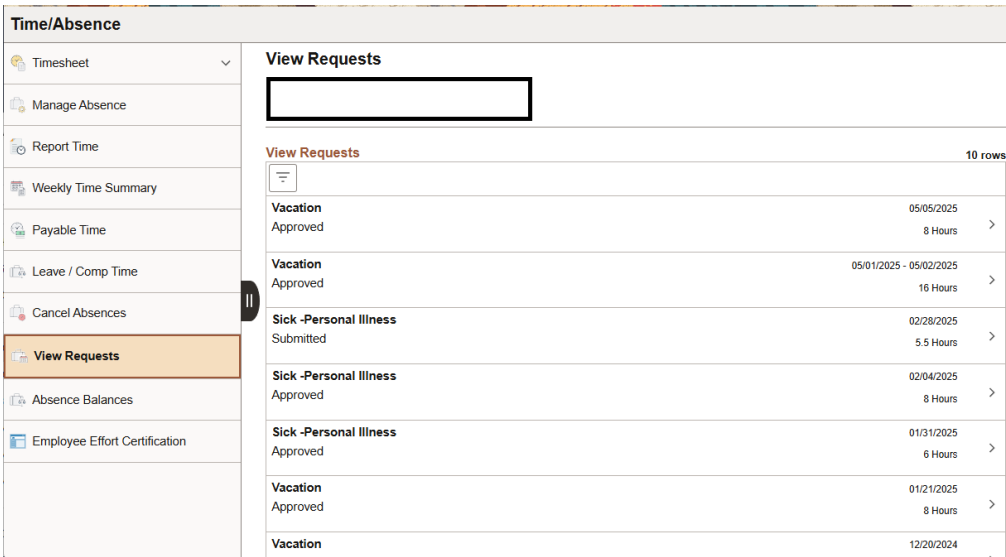 Time/Absence
Timesheet
Manage Absence
Report Time
Weekly Time Summary
Payable Time
Leave / Comp Time
Cancel Absences
View Requests
Absence Balances
Employee Effort Certification
View Requests
View Requests
10 rows
Vacation
05/05/2025
Approved
8 Hours
Vacation
05/01/2025 - 05/02/2025
Approved
16 Hours
Sick -Personal Illness
02/28/2025
Submitted
5.5 Hours
Sick -Personal Illness
02/04/2025
Approved
8 Hours
Sick -Personal Illness
01/31/2025
Approved
6 Hours
Vacation
01/21/2025
Approved
8 Hours
Vacation
12/20/2024